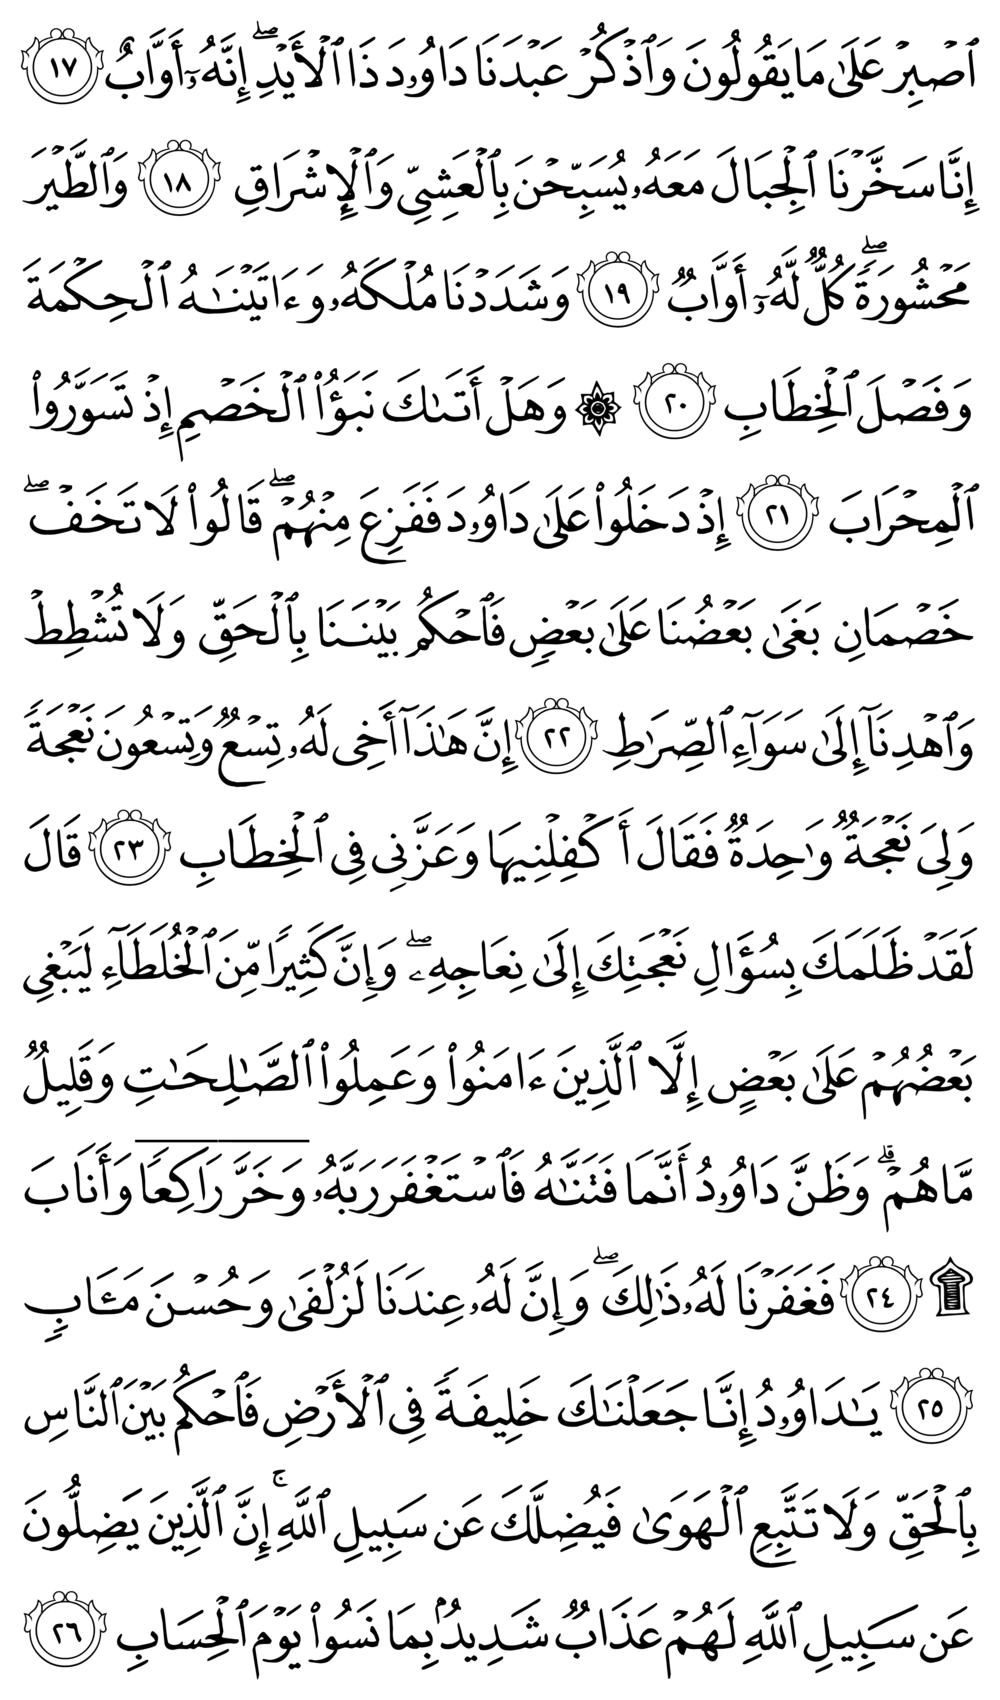 ٱصۡبِرۡ عَلَىٰ مَا يَقُولُونَ وَٱذۡكُرۡ عَبۡدَنَا دَاوُۥدَ ذَا ٱلۡأَيۡدِۖ إِنَّهُۥٓ أَوَّابٌ ١٧
إِنَّا سَخَّرۡنَا ٱلۡجِبَالَ مَعَهُۥ يُسَبِّحۡنَ بِٱلۡعَشِيِّ وَٱلۡإِشۡرَاقِ ١٨ وَٱلطَّيۡرَ
مَحۡشُورَةٗۖ كُلّٞ لَّهُۥٓ أَوَّابٞ ١٩ وَشَدَدۡنَا مُلۡكَهُۥ وَءَاتَيۡنَٰهُ ٱلۡحِكۡمَةَ
وَفَصۡلَ ٱلۡخِطَابِ ٢٠ ۞ وَهَلۡ أَتَىٰكَ نَبَؤُاْ ٱلۡخَصۡمِ إِذۡ تَسَوَّرُواْ
ٱلۡمِحۡرَابَ ٢١ إِذۡ دَخَلُواْ عَلَىٰ دَاوُۥدَ فَفَزِعَ مِنۡهُمۡۖ قَالُواْ لَا تَخَفۡۖ
خَصۡمَانِ بَغَىٰ بَعۡضُنَا عَلَىٰ بَعۡضٖ فَٱحۡكُم بَيۡنَنَا بِٱلۡحَقِّ وَلَا تُشۡطِطۡ
وَٱهۡدِنَآ إِلَىٰ سَوَآءِ ٱلصِّرَٰطِ ٢٢ إِنَّ هَٰذَآ أَخِي لَهُۥ تِسۡعٞ وَتِسۡعُونَ نَعۡجَةٗ
وَلِيَ نَعۡجَةٞ وَٰحِدَةٞ فَقَالَ أَكۡفِلۡنِيهَا وَعَزَّنِي فِي ٱلۡخِطَابِ ٢٣ قَالَ
لَقَدۡ ظَلَمَكَ بِسُؤَالِ نَعۡجَتِكَ إِلَىٰ نِعَاجِهِۦۖ وَإِنَّ كَثِيرٗا مِّنَ ٱلۡخُلَطَآءِ لَيَبۡغِي
بَعۡضُهُمۡ عَلَىٰ بَعۡضٍ إِلَّا ٱلَّذِينَ ءَامَنُواْ وَعَمِلُواْ ٱلصَّٰلِحَٰتِ وَقَلِيلٞ
مَّا هُمۡۗ وَظَنَّ دَاوُۥدُ أَنَّمَا فَتَنَّٰهُ فَٱسۡتَغۡفَرَ رَبَّهُۥ وَخَرَّ رَاكِعٗاۤ وَأَنَابَ
۩ ٢٤ فَغَفَرۡنَا لَهُۥ ذَٰلِكَۖ وَإِنَّ لَهُۥ عِندَنَا لَزُلۡفَىٰ وَحُسۡنَ مَـَٔابٖ
٢٥ يَٰدَاوُۥدُ إِنَّا جَعَلۡنَٰكَ خَلِيفَةٗ فِي ٱلۡأَرۡضِ فَٱحۡكُم بَيۡنَ ٱلنَّاسِ
بِٱلۡحَقِّ وَلَا تَتَّبِعِ ٱلۡهَوَىٰ فَيُضِلَّكَ عَن سَبِيلِ ٱللَّهِۚ إِنَّ ٱلَّذِينَ يَضِلُّونَ
عَن سَبِيلِ ٱللَّهِ لَهُمۡ عَذَابٞ شَدِيدُۢ بِمَا نَسُواْ يَوۡمَ ٱلۡحِسَابِ ٢٦